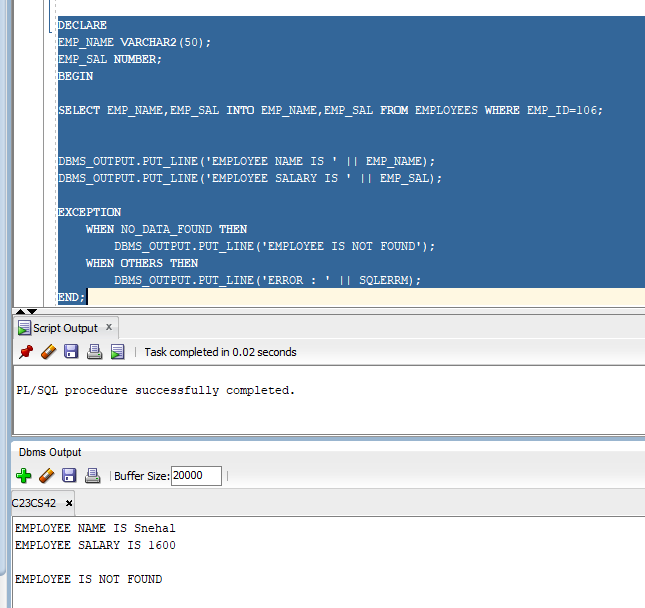 DECLARE
EMP_NAME VARCHAR2(50);
EMP_SAL NUMBER;
BEGIN
SELECT EMP_NAME,EMP_SAL INTO EMP_NAME,EMP_SAL FROM EMPLOYEES WHERE EMP_ID=106;
DBMS_OUTPUT.PUT_LINE('EMPLOYEE NAME IS ' || EMP_NAME);
DBMS_OUTPUT.PUT_LINE('EMPLOYEE SALARY IS ' || EMP_SAL);
EXCEPTION
WHEN NO_DATA_FOUND THEN
DBMS_OUTPUT.PUT_LINE('EMPLOYEE IS NOT FOUND');
WHEN OTHERS THEN
DBMS_OUTPUT.PUT_LINE('ERROR : ' || SQLERRM);
END;
Script Output x
Task completed in 0.02 seconds
PL/SQL procedure successfully completed.
Dbms Output
Buffer Size: 20000
C23CS42 x
EMPLOYEE NAME IS Snehal
EMPLOYEE SALARY IS 1600
EMPLOYEE IS NOT FOUND